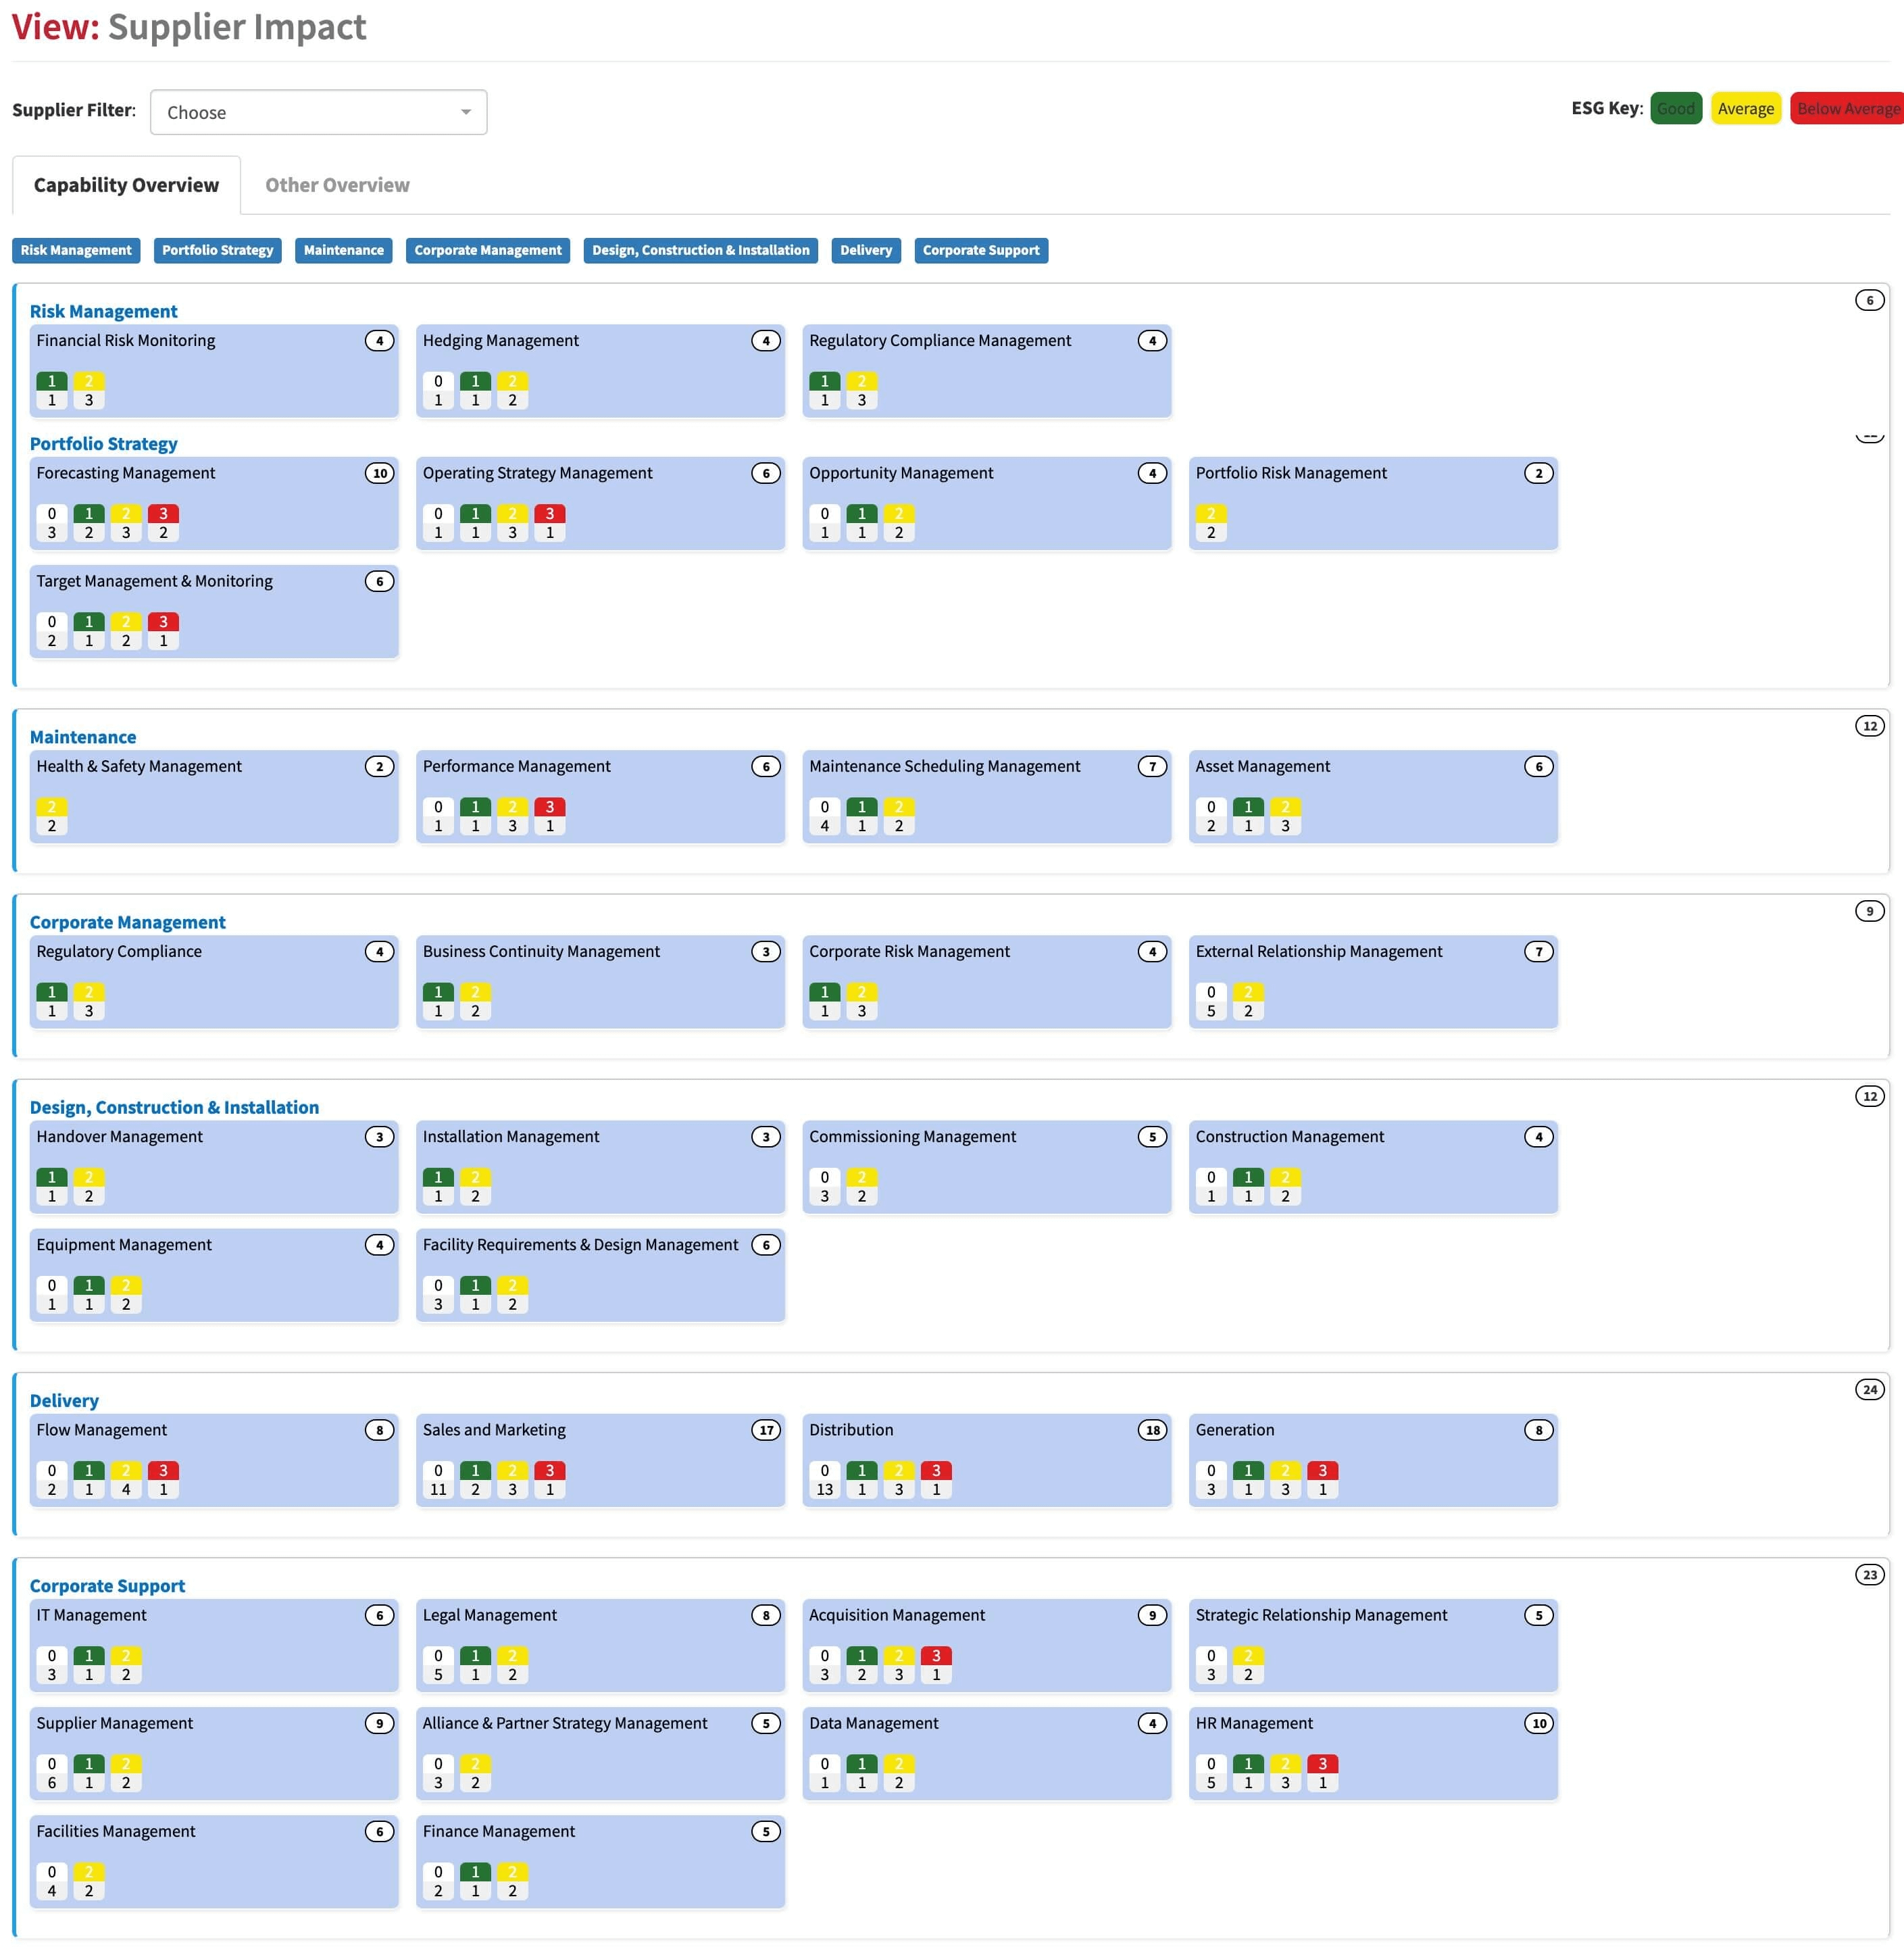 View: Supplier Impact
Supplier Filter: Choose
ESG Key: Good Average Below Average
Capability Overview Other Overview
Risk Management Portfolio Strategy Maintenance Corporate Management Design, Construction & Installation Delivery Corporate Support
6
Risk Management
Financial Risk Monitoring 4 Hedging Management 4 Regulatory Compliance Management 4
1 2 0 1 2 1 2
1 3 1 1 2 1 3
Portfolio Strategy
Forecasting Management 10 Operating Strategy Management 6 Opportunity Management 4 Portfolio Risk Management 2
0 1 2 3 0 1 2 3 0 1 2 2
3 2 3 2 1 1 3 1 1 1 2 2
Target Management & Monitoring 6
0 1 2 3
2 1 2 1
12
Maintenance
Health & Safety Management 2 Performance Management 6 Maintenance Scheduling Management 7 Asset Management 6
2 0 1 2 3 0 1 2 0 1 2
2 1 1 3 1 4 1 2 2 1 3
9
Corporate Management
Regulatory Compliance 4 Business Continuity Management 3 Corporate Risk Management 4 External Relationship Management 7
1 2 1 2 1 2 0 2
1 3 1 2 1 3 5 2
12
Design, Construction & Installation
Handover Management 3 Installation Management 3 Commissioning Management 5 Construction Management 4
1 2 1 2 0 2 0 1 2
1 2 1 2 3 2 1 1 2
Equipment Management 4 Facility Requirements & Design Management 6
0 1 2 0 1 2
1 1 2 3 1 2
24
Delivery
Flow Management 8 Sales and Marketing 17 Distribution 18 Generation 8
0 1 2 3 0 1 2 3 0 1 2 3 0 1 2 3
2 1 4 1 11 2 3 1 13 1 3 1 3 1 3 1
23
Corporate Support
IT Management 6 Legal Management 8 Acquisition Management 9 Strategic Relationship Management 5
0 1 2 0 1 2 0 1 2 3 0 2
3 1 2 5 1 2 3 2 3 1 3 2
Supplier Management 9 Alliance & Partner Strategy Management 5 Data Management 4 HR Management 10
0 1 2 0 2 0 1 2 0 1 2 3
6 1 2 3 2 1 1 2 5 1 3 1
Facilities Management 6 Finance Management 5
0 2 0 1 2
4 2 2 1 2